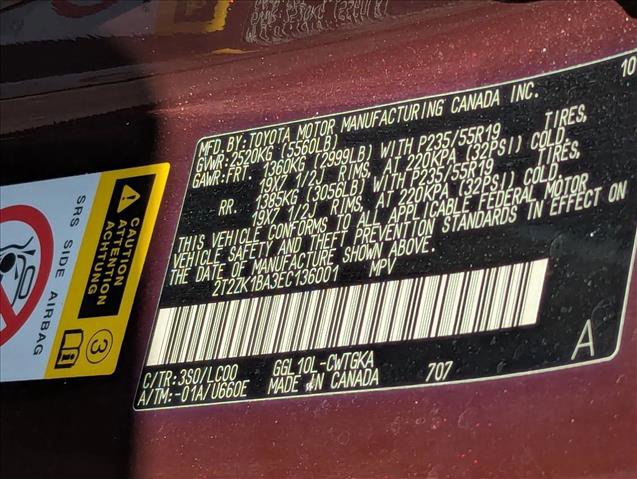 10
MFD. BY: TOYOTA MOTOR MANUFACTURING CANADA INC.
GVWR: 2520KG (5560LB)
GAWR: FRT. 1360KG (2999LB) WITH P235/55R19 TIRES,
19X7 1/2J RIMS, AT 220KPA (32PSI) COLD.
RR. 1385KG (3056LB) WITH P235/55R19 TIRES,
19X7 1/2J RIMS, AT 220KPA (32PSI) COLD.
THIS VEHICLE CONFORMS TO ALL APPLICABLE FEDERAL MOTOR
VEHICLE SAFETY AND THEFT PREVENTION STANDARDS IN EFFECT ON
THE DATE OF MANUFACTURE SHOWN ABOVE.
2T2ZK1BA3EC136001 MPV
C/TR: 3S0/LC00 GGL10L-CWTGKA
A/TM: -01A/U660E MADE IN CANADA 707 A
CAUTION
ATTENTION
ACHTUNG
SRS SIDE AIRBAG
3